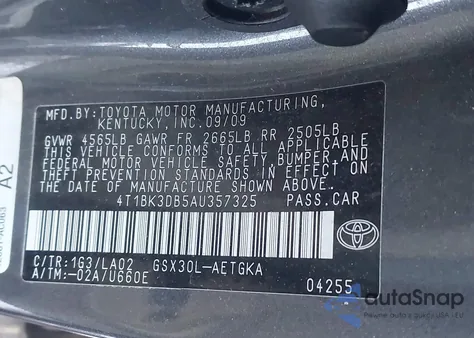 MFD.BY:TOYOTA MOTOR MANUFACTURING,
KENTUCKY, INC.09/09
GVWR 4565LB GAWR FR 2665LB RR 2505LB
THIS VEHICLE CONFORMS TO ALL APPLICABLE
FEDERAL MOTOR VEHICLE SAFETY,BUMPER,AND
THEFT PREVENTION STANDARDS IN EFFECT ON
THE DATE OF MANUFACTURE SHOWN ABOVE.
4T1BK3DB5AU357325 PASS.CAR
C/TR:1G3/LA02 GSX30L-AETGKA
A/TM:-02A/U660E
04255
TOYOTA
A2
autoSnap